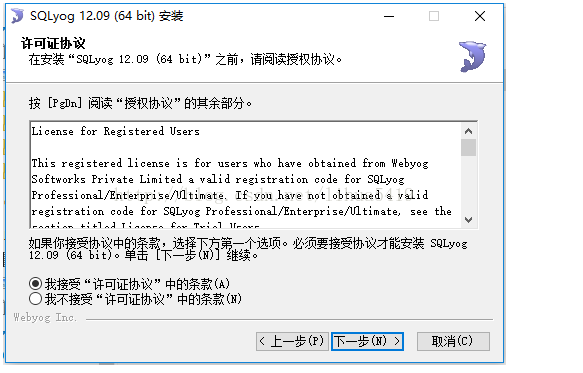 SQLyog 12.09 (64 bit) 安装
许可证协议
在安装“SQLyog 12.09 (64 bit)”之前，请阅读授权协议。
按 [PgDn] 阅读“授权协议”的其余部分。
License for Registered Users
This registered license is for users who have obtained from Webyog
Softworks Private Limited a valid registration code for SQLyog
Professional/Enterprise/Ultimate. If you have not obtained a valid
registration code for SQLyog Professional/Enterprise/Ultimate, see the
section titled License for Trial Users
如果你接受协议中的条款，选择下方第一个选项。必须要接受协议才能安装 SQLyog
12.09 (64 bit)。单击 [下一步(N)] 继续。
我接受“许可证协议”中的条款(A)
我不接受“许可证协议”中的条款(N)
Webyog Inc.
< 上一步(P) 下一步(N) > 取消(C)